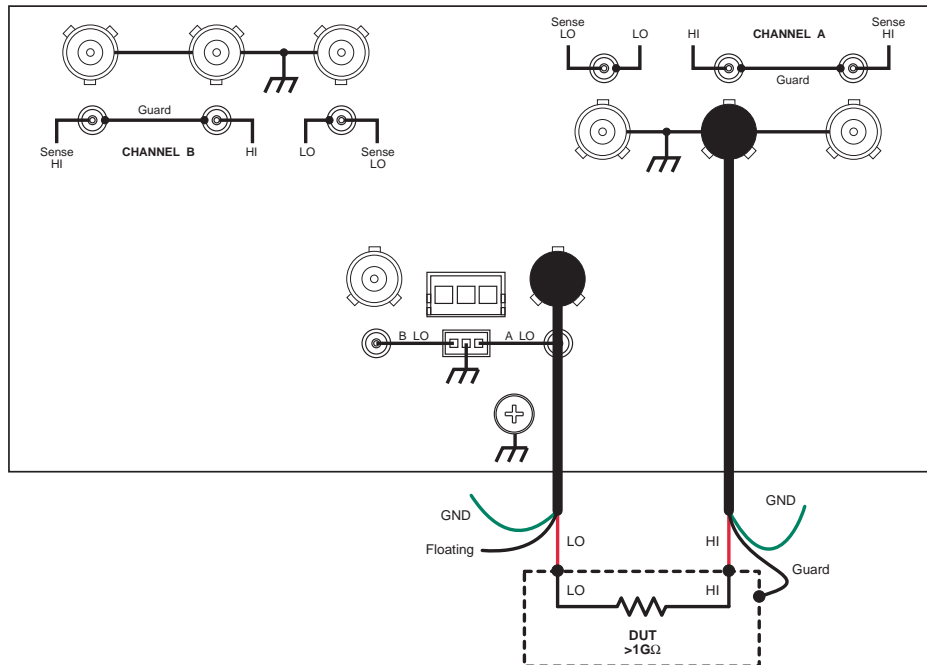 Sense
LO
LO
HI
CHANNEL A
Sense
HI
Guard
Guard
Sense
HI
CHANNEL B
HI
LO
Sense
LO
B LO
A LO
GND
Floating
LO
HI
GND
Guard
LO
HI
DUT
>1GΩ